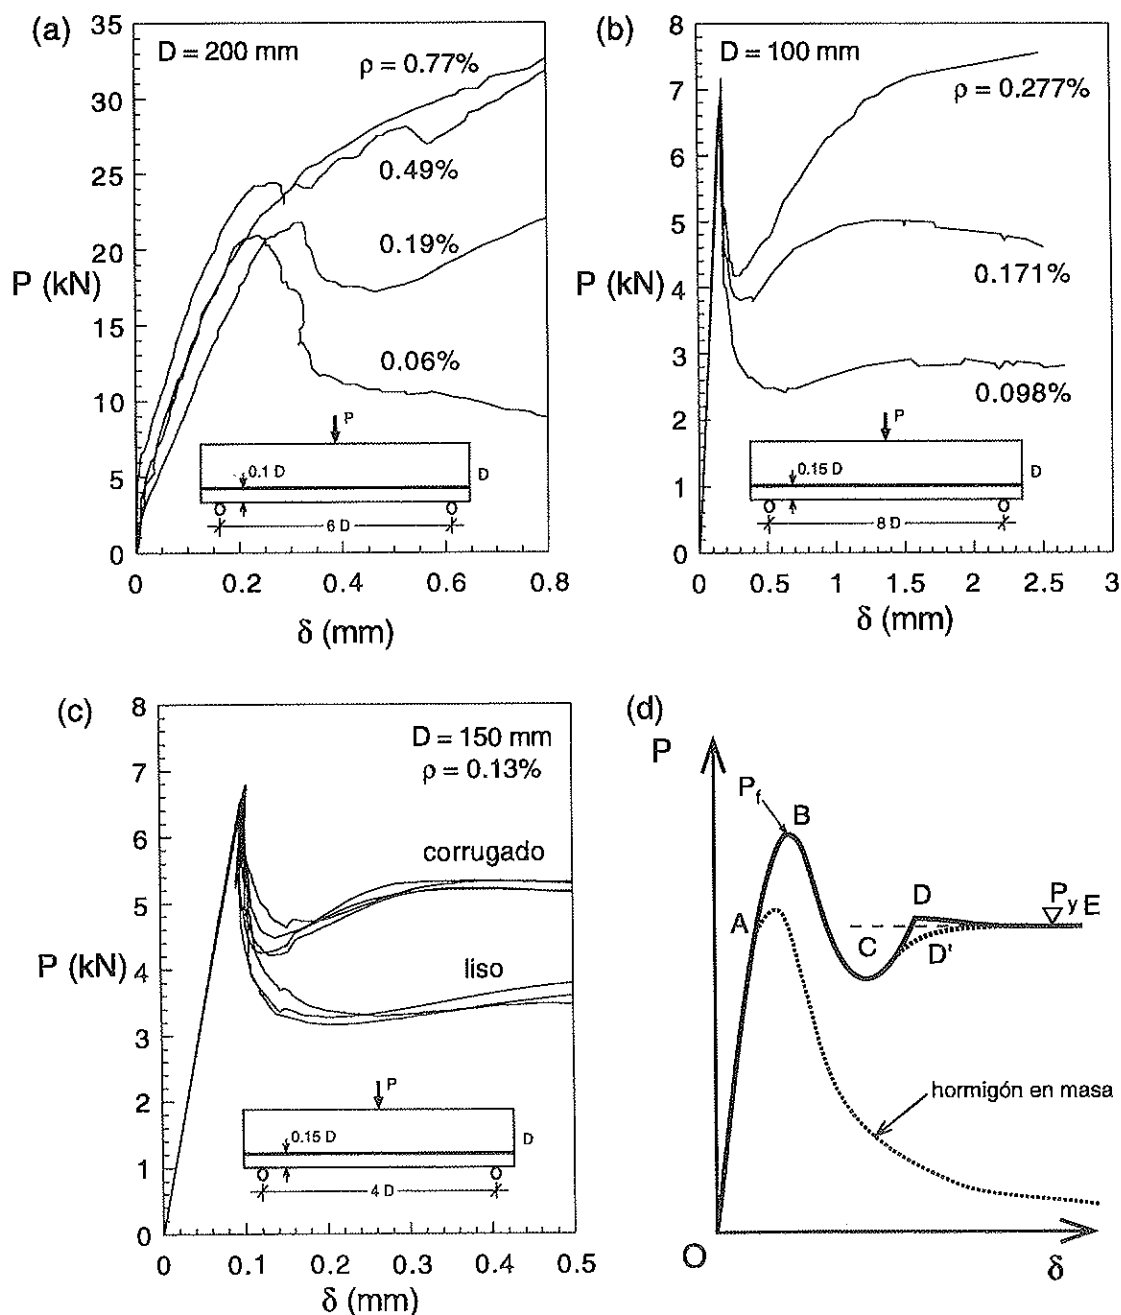 (a)
D = 200 mm
ρ = 0.77%
0.49%
0.19%
0.06%
P (kN)
35
30
25
20
15
10
5
0
P
0.1 D
D
6 D
0
0.2
0.4
0.6
0.8
δ (mm)
(b)
D = 100 mm
ρ = 0.277%
0.171%
0.098%
P (kN)
8
7
6
5
4
3
2
1
0
P
0.15 D
D
8 D
0
0.5
1
1.5
2
2.5
3
δ (mm)
(c)
D = 150 mm
ρ = 0.13%
corrugado
liso
P (kN)
8
7
6
5
4
3
2
1
0
P
0.15 D
D
4 D
0
0.1
0.2
0.3
0.4
0.5
δ (mm)
(d)
P
P_f
B
A
D
P_y E
C
D'
hormigón en masa
O
δ